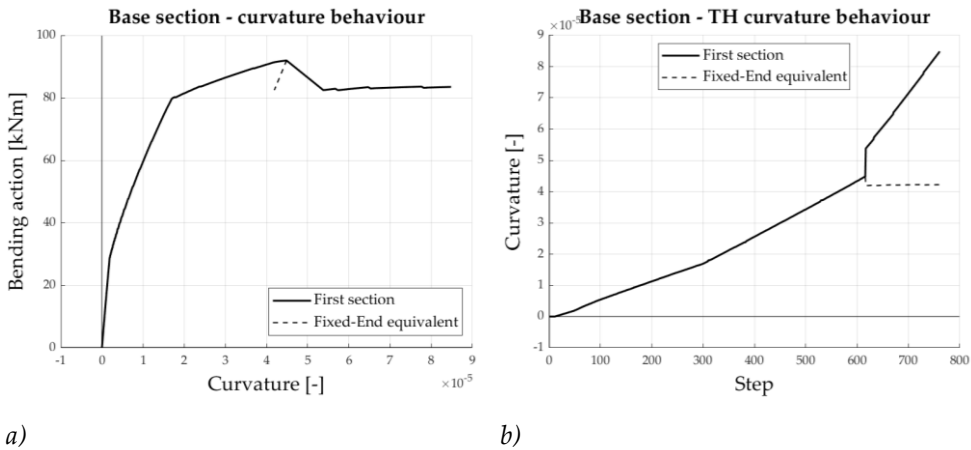 Base section - curvature behaviour
100
80
60
40
20
0
Bending action [kNm]
First section
Fixed-End equivalent
-1 0 1 2 3 4 5 6 7 8 9
×10-5
Curvature [-]
a)
Base section - TH curvature behaviour
×10-5
9
8
7
6
5
4
3
2
1
0
-1
Curvature [-]
First section
Fixed-End equivalent
0 100 200 300 400 500 600 700 800
Step
b)